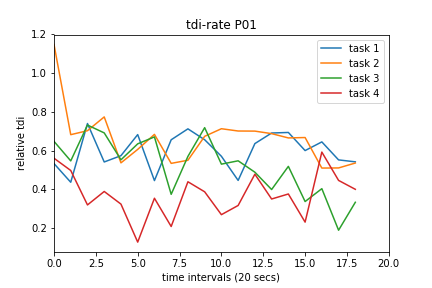 tdi-rate P01
task 1
task 2
task 3
task 4
relative tdi
1.2
1.0
0.8
0.6
0.4
0.2
0.0 2.5 5.0 7.5 10.0 12.5 15.0 17.5 20.0
time intervals (20 secs)